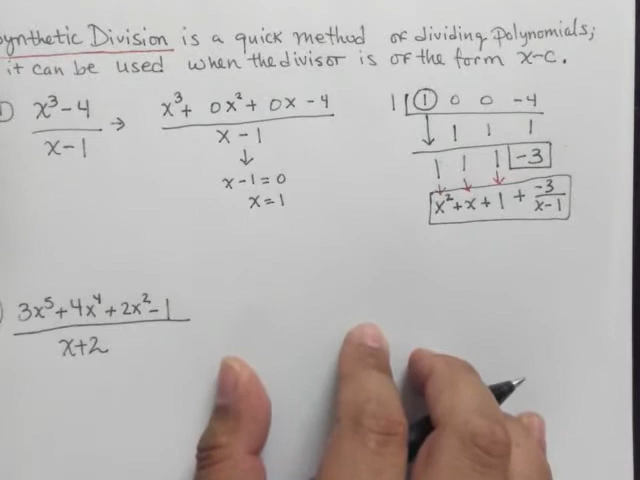 Synthetic Division is a quick method of dividing polynomials;
it can be used when the divisor is of the form x-c.
x³-4 / x-1 → x³+ 0x²+ 0x -4 / x-1
↓
x-1=0
x=1
1| 1 0 0 -4
↓ 1 1 1
1 1 1 |-3
x²+x+1 + -3/x-1
3x⁵+4x⁴+2x²-1 / x+2